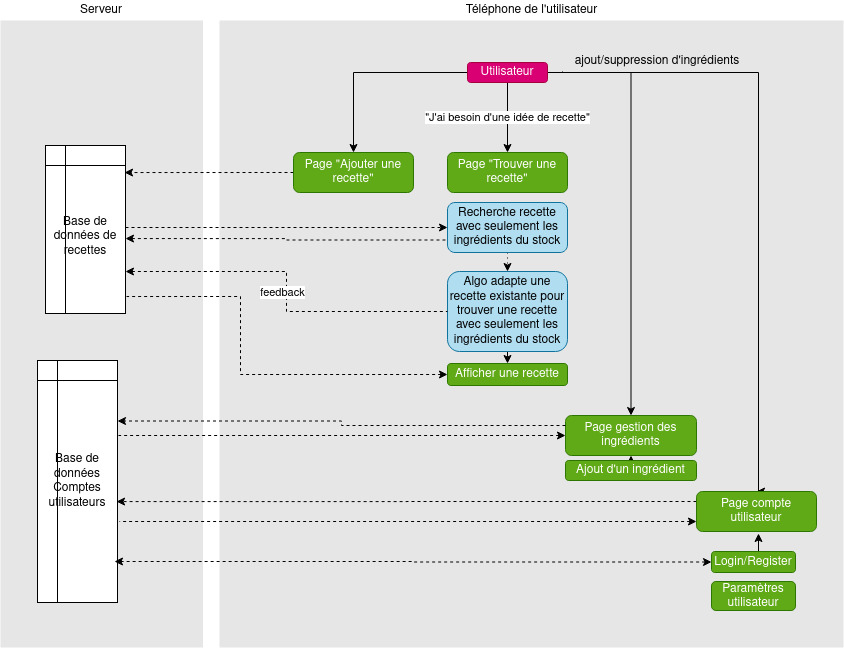 Serveur
Téléphone de l'utilisateur
ajout/suppression d'ingrédients
Utilisateur
"J'ai besoin d'une idée de recette"
Page "Ajouter une
recette"
Page "Trouver une
recette"
Base de
données de
recettes
Recherche recette
avec seulement les
ingrédients du stock
feedback
Algo adapte une
recette existante pour
trouver une recette
avec seulement les
ingrédients du stock
Afficher une recette
Page gestion des
ingrédients
Ajout d'un ingrédient
Base de
données
Comptes
utilisateurs
Page compte
utilisateur
Login/Register
Paramètres
utilisateur